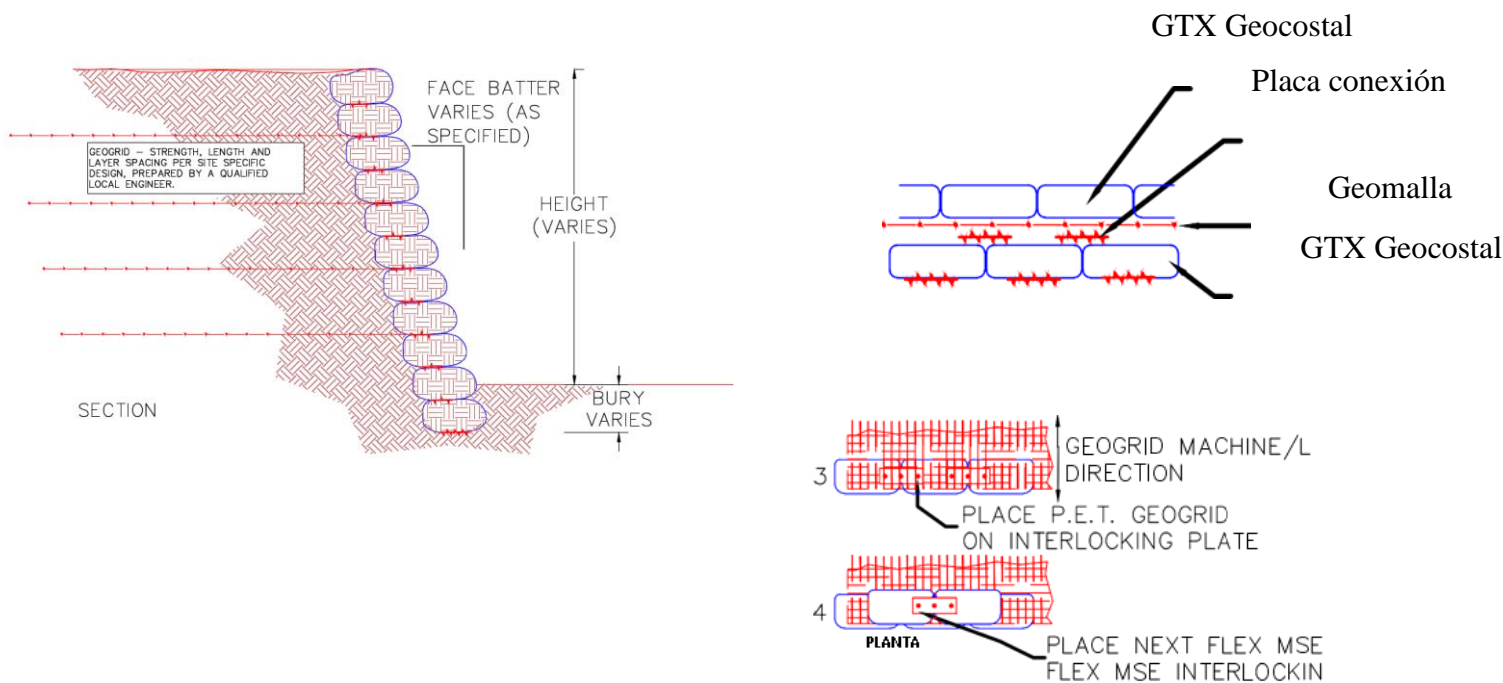 GTX Geocostal
Placa conexión
Geomalla
GTX Geocostal
FACE BATTER
VARIES (AS
SPECIFIED)
GEOGRID – STRENGTH, LENGTH AND
LAYER SPACING PER SITE SPECIFIC
DESIGN, PREPARED BY A QUALIFIED
LOCAL ENGINEER.
HEIGHT
(VARIES)
SECTION
BURY
VARIES
3
GEOGRID MACHINE/L
DIRECTION
PLACE P.E.T. GEOGRID
ON INTERLOCKING PLATE
4
PLANTA
PLACE NEXT FLEX MSE
FLEX MSE INTERLOCKIN